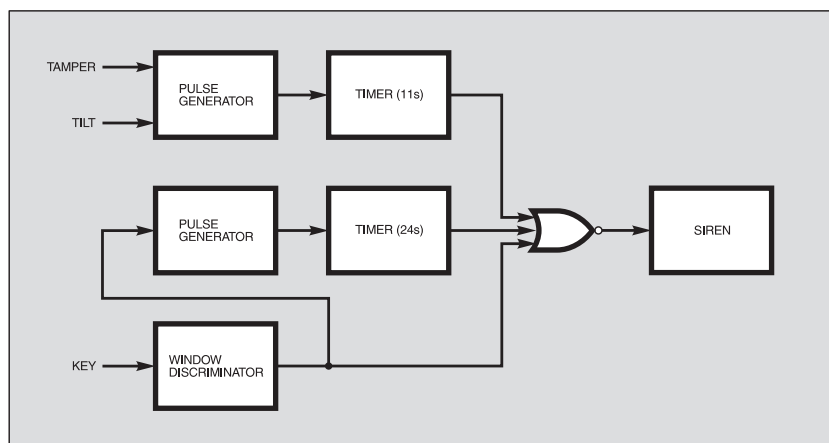 TAMPER
TILT
PULSE
GENERATOR
TIMER (11s)
PULSE
GENERATOR
TIMER (24s)
SIREN
KEY
WINDOW
DISCRIMINATOR